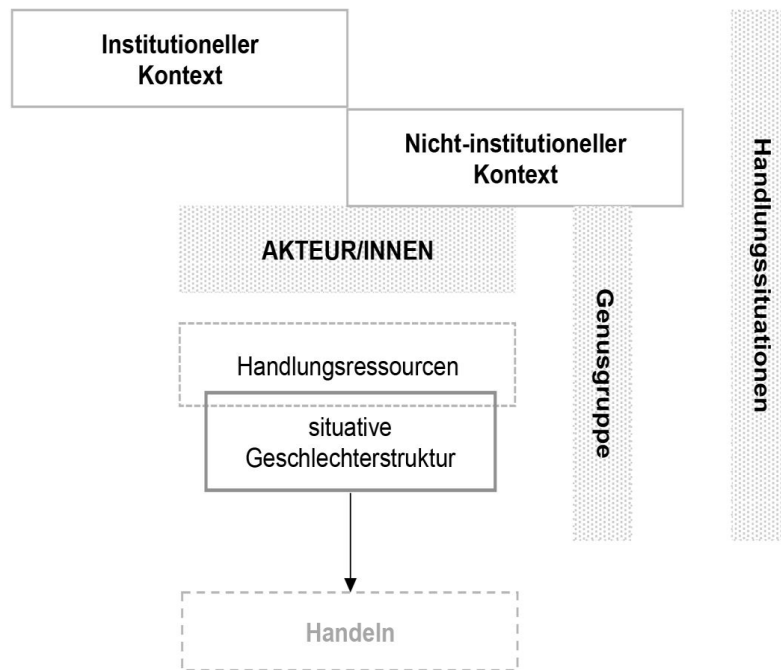 Institutioneller
Kontext
Nicht-institutioneller
Kontext
AKTEUR/INNEN
Handlungsressourcen
situative
Geschlechterstruktur
Handeln
Genusgruppe
Handlungssituationen